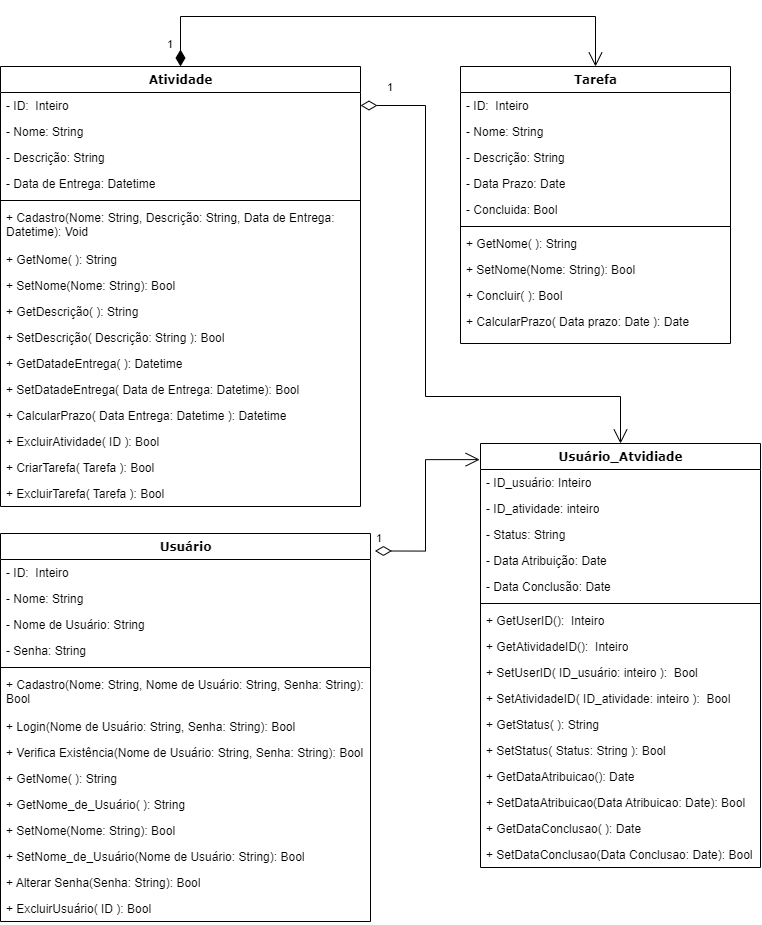 1
Atividade
- ID:  Inteiro
- Nome: String
- Descrição: String
- Data de Entrega: Datetime
+ Cadastro(Nome: String, Descrição: String, Data de Entrega:
Datetime): Void
+ GetNome( ): String
+ SetNome(Nome: String): Bool
+ GetDescrição( ): String
+ SetDescrição( Descrição: String ): Bool
+ GetDatadeEntrega( ): Datetime
+ SetDatadeEntrega( Data de Entrega: Datetime): Bool
+ CalcularPrazo( Data Entrega: Datetime ): Datetime
+ ExcluirAtividade( ID ): Bool
+ CriarTarefa( Tarefa ): Bool
+ ExcluirTarefa( Tarefa ): Bool
1
Tarefa
- ID:  Inteiro
- Nome: String
- Descrição: String
- Data Prazo: Date
- Concluida: Bool
+ GetNome( ): String
+ SetNome(Nome: String): Bool
+ Concluir( ): Bool
+ CalcularPrazo( Data prazo: Date ): Date
Usuário
- ID:  Inteiro
- Nome: String
- Nome de Usuário: String
- Senha: String
+ Cadastro(Nome: String, Nome de Usuário: String, Senha: String):
Bool
+ Login(Nome de Usuário: String, Senha: String): Bool
+ Verifica Existência(Nome de Usuário: String, Senha: String): Bool
+ GetNome( ): String
+ GetNome_de_Usuário( ): String
+ SetNome(Nome: String): Bool
+ SetNome_de_Usuário(Nome de Usuário: String): Bool
+ Alterar Senha(Senha: String): Bool
+ ExcluirUsuário( ID ): Bool
1
Usuário_Atvidiade
- ID_usuário: Inteiro
- ID_atividade: inteiro
- Status: String
- Data Atribuição: Date
- Data Conclusão: Date
+ GetUserID():  Inteiro
+ GetAtividadeID():  Inteiro
+ SetUserID( ID_usuário: inteiro ):  Bool
+ SetAtividadeID( ID_atividade: inteiro ):  Bool
+ GetStatus( ): String
+ SetStatus( Status: String ): Bool
+ GetDataAtribuicao(): Date
+ SetDataAtribuicao(Data Atribuicao: Date): Bool
+ GetDataConclusao( ): Date
+ SetDataConclusao(Data Conclusao: Date): Bool